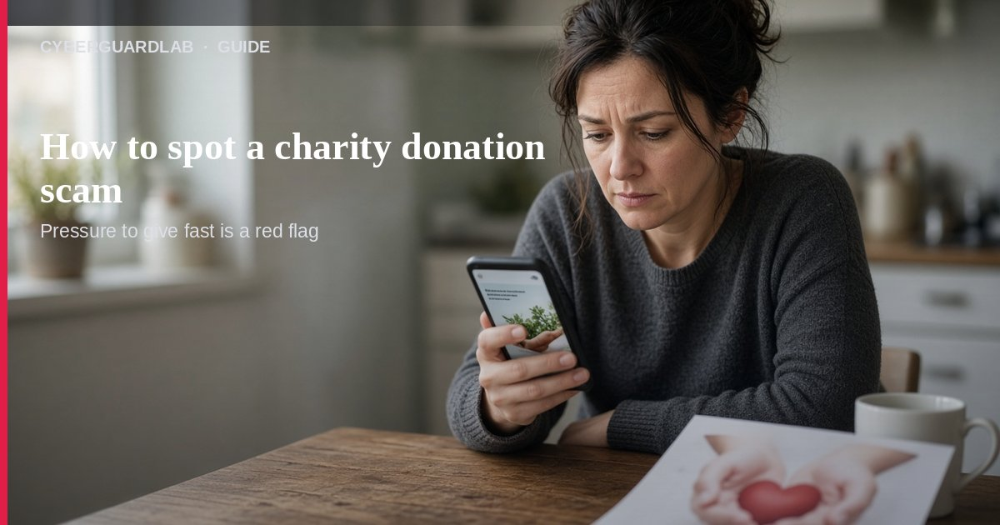 CYBERGUARDLAB · GUIDE
How to spot a charity donation
scam
Pressure to give fast is a red flag